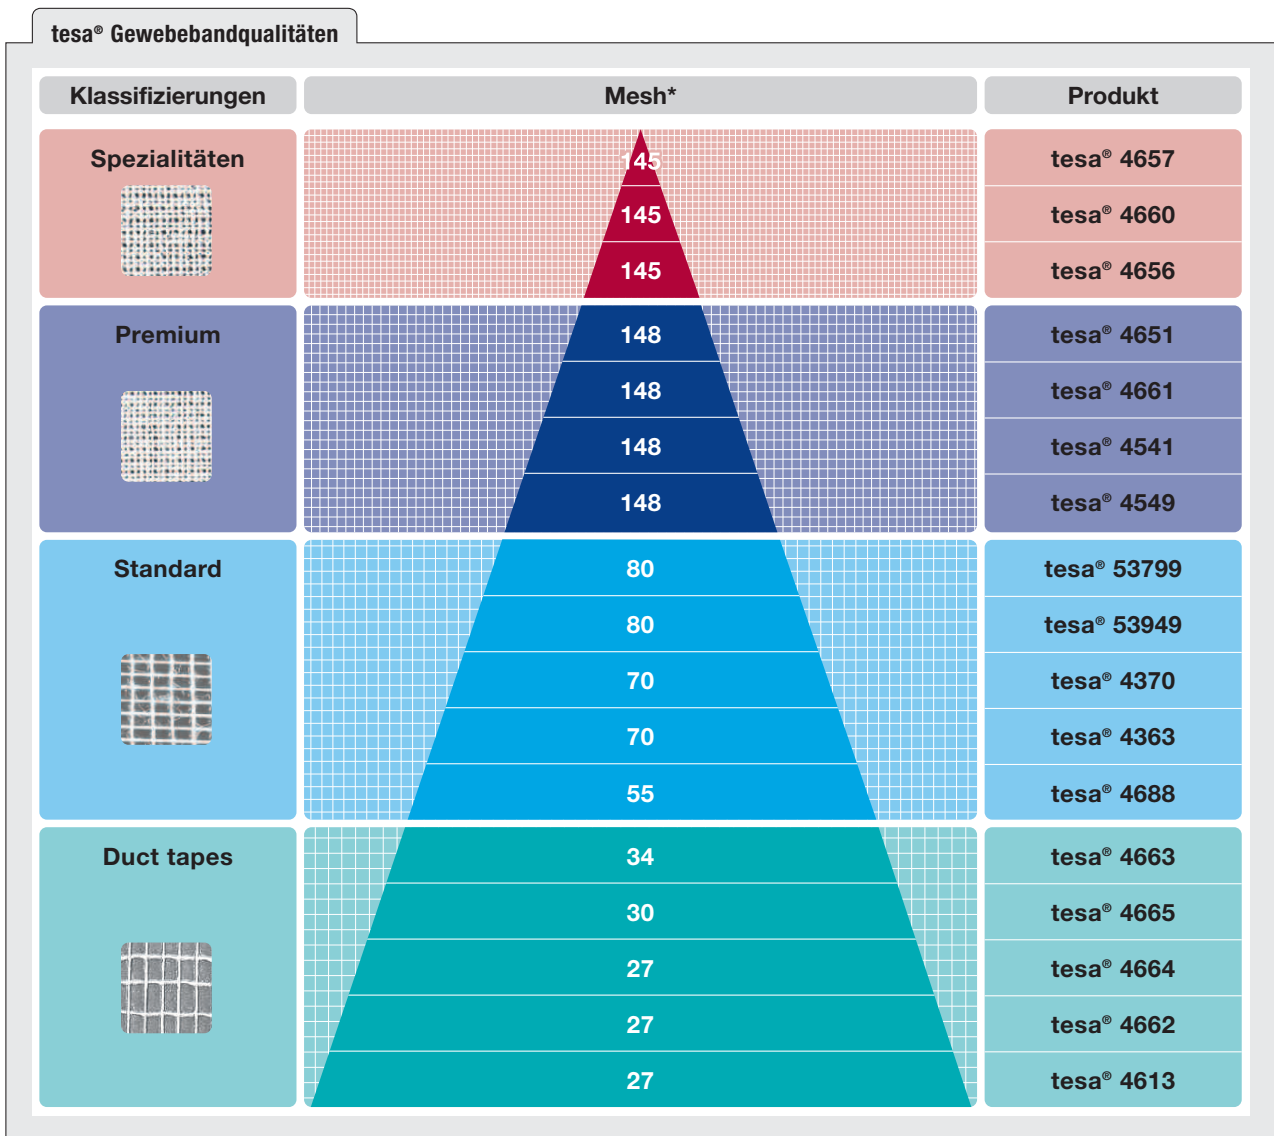 tesa® Gewebebandqualitäten
Klassifizierungen Mesh* Produkt
Spezialitäten 145 tesa® 4657
145 tesa® 4660
145 tesa® 4656
Premium 148 tesa® 4651
148 tesa® 4661
148 tesa® 4541
148 tesa® 4549
Standard 80 tesa® 53799
80 tesa® 53949
70 tesa® 4370
70 tesa® 4363
55 tesa® 4688
Duct tapes 34 tesa® 4663
30 tesa® 4665
27 tesa® 4664
27 tesa® 4662
27 tesa® 4613